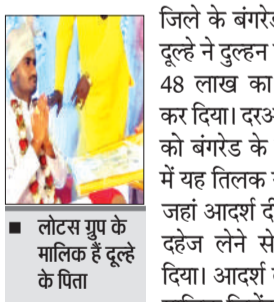 ■ लोटस ग्रुप के
मालिक हैं दूल्हे
के पिता
जिले के बंगरेड
दूल्हे ने दुल्हन
48 लाख का
कर दिया। दरअ
को बंगरेड के
में यह तिलक
जहां आदर्श दी
दहेज लेने से
दिया। आदर्श